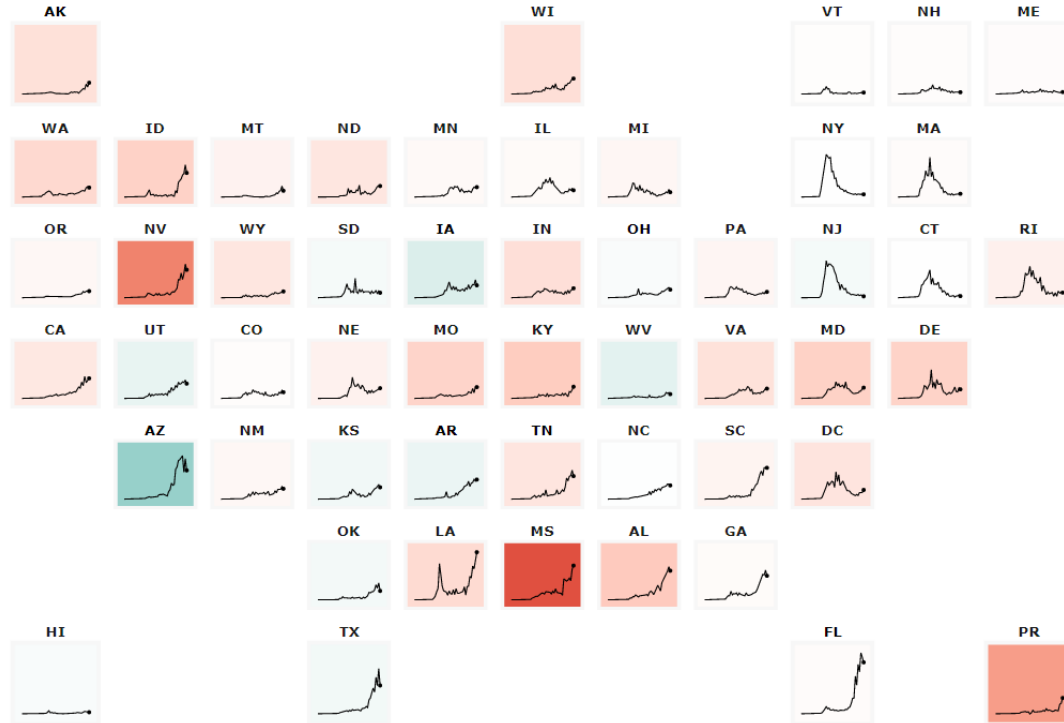 AK WI VT NH ME
WA ID MT ND MN IL MI NY MA
OR NV WY SD IA IN OH PA NJ CT RI
CA UT CO NE MO KY WV VA MD DE
AZ NM KS AR TN NC SC DC
OK LA MS AL GA
HI TX FL PR